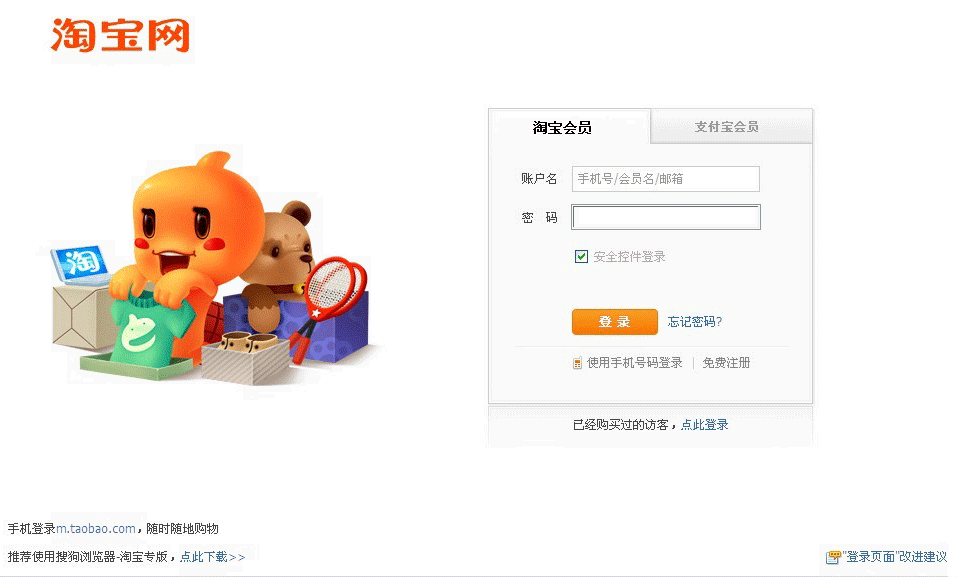 淘宝网
淘宝会员
支付宝会员
账户名
手机号/会员名/邮箱
密 码
安全控件登录
淘
登 录
忘记密码?
使用手机号码登录 | 免费注册
已经购买过的访客，点此登录
手机登录m.taobao.com，随时随地购物
推荐使用搜狗浏览器-淘宝专版，点此下载>>
"登录页面"改进建议